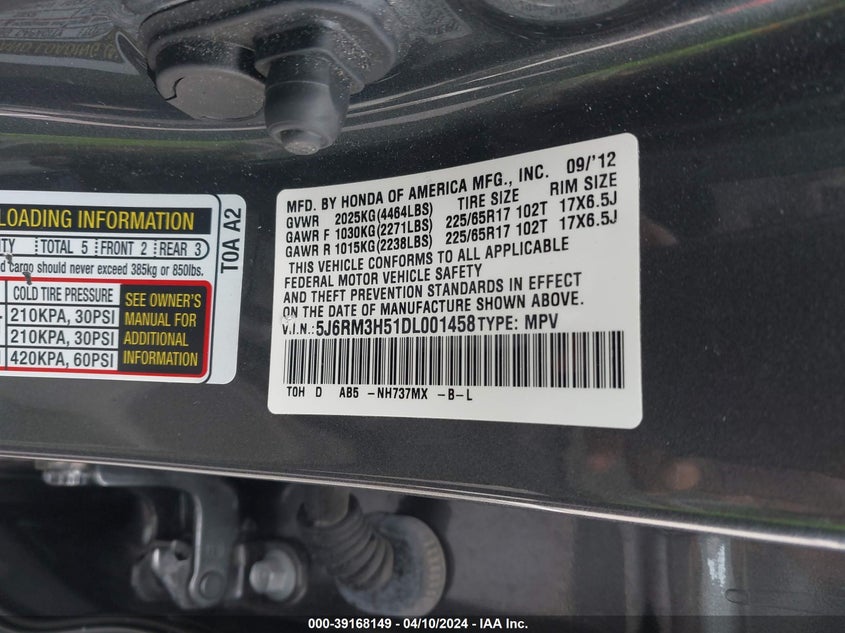 MFD. BY HONDA OF AMERICA MFG., INC. 09/'12
GVWR 2025KG(4464LBS) TIRE SIZE RIM SIZE
GAWR F 1030KG(2271LBS) 225/65R17 102T 17X6.5J
GAWR R 1015KG(2238LBS) 225/65R17 102T 17X6.5J
THIS VEHICLE CONFORMS TO ALL APPLICABLE
FEDERAL MOTOR VEHICLE SAFETY
AND THEFT PREVENTION STANDARDS IN EFFECT
ON THE DATE OF MANUFACTURE SHOWN ABOVE.
V.I.N.: 5J6RM3H51DL001458 TYPE: MPV
TOH D AB5 -NH737MX -B-L
LOADING INFORMATION
TOTAL 5 FRONT 2 REAR 3
cargo should never exceed 385kg or 850lbs.
COLD TIRE PRESSURE
210KPA, 30PSI
210KPA, 30PSI
420KPA, 60PSI
SEE OWNER'S
MANUAL FOR
ADDITIONAL
INFORMATION
T0A A2
000-39168149 - 04/10/2024 - IAA Inc.